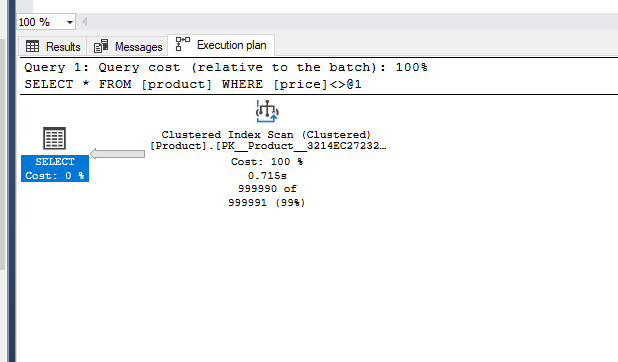 100 %
Results Messages Execution plan
Query 1: Query cost (relative to the batch): 100%
SELECT * FROM [product] WHERE [price]<>@1
Clustered Index Scan (Clustered)
[Product].[PK__Product__3214EC27232…
Cost: 100 %
0.715s
999990 of
999991 (99%)
SELECT
Cost: 0 %